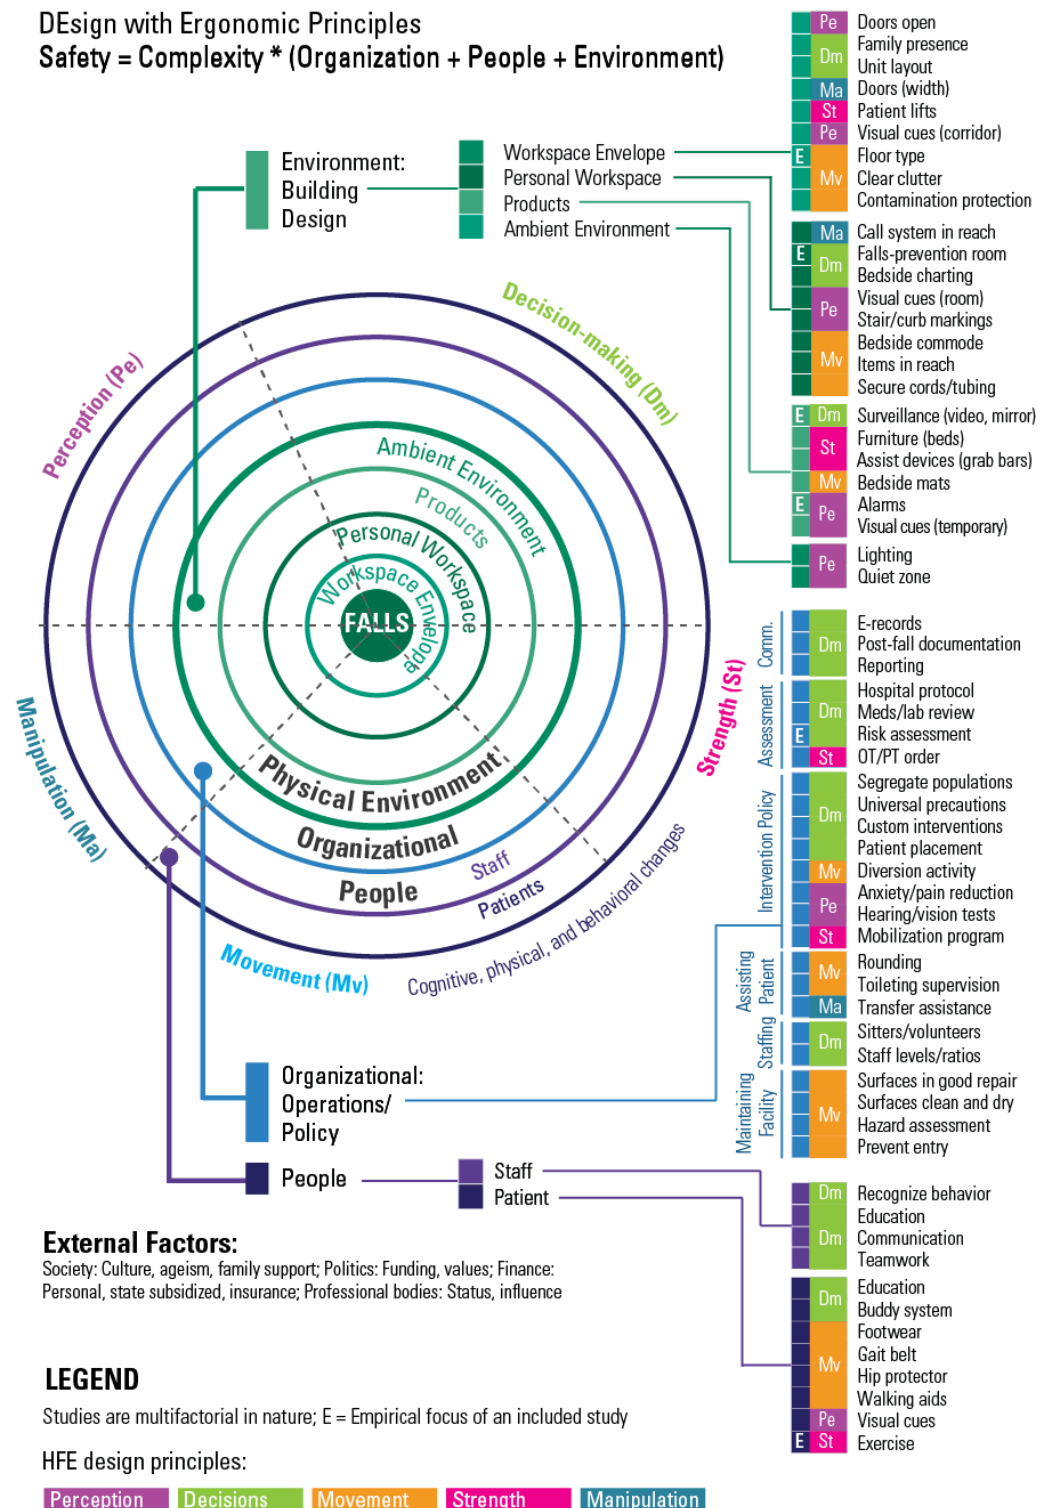 DEsign with Ergonomic Principles
Safety = Complexity * (Organization + People + Environment)
Environment:
Building
Design
Workspace Envelope
Personal Workspace
Products
Ambient Environment
Pe
Doors open
Dm
Family presence
Unit layout
Ma
Doors (width)
St
Patient lifts
Pe
Visual cues (corridor)
E
Mv
Floor type
Clear clutter
Contamination protection
Ma
Call system in reach
E
Dm
Falls-prevention room
Bedside charting
Pe
Visual cues (room)
Stair/curb markings
Mv
Bedside commode
Items in reach
Secure cords/tubing
E
Dm
Surveillance (video, mirror)
St
Furniture (beds)
Assist devices (grab bars)
Mv
Bedside mats
E
Pe
Alarms
Visual cues (temporary)
Pe
Lighting
Quiet zone
Perception (Pe)
Decision-making (Dm)
Strength (St)
Manipulation (Ma)
Movement (Mv)
Ambient Environment
Products
Personal Workspace
Workspace Envelope
FALLS
Physical Environment
Organizational
People
Staff
Patients
Cognitive, physical, and behavioral changes
Comm.
Dm
E-records
Post-fall documentation
Reporting
Assessment
Dm
Hospital protocol
Meds/lab review
E
Risk assessment
St
OT/PT order
Intervention Policy
Dm
Segregate populations
Universal precautions
Custom interventions
Patient placement
Mv
Diversion activity
Pe
Anxiety/pain reduction
Hearing/vision tests
St
Mobilization program
Assisting
Patient
Mv
Rounding
Toileting supervision
Ma
Transfer assistance
Staffing
Dm
Sitters/volunteers
Staff levels/ratios
Maintaining
Facility
Mv
Surfaces in good repair
Surfaces clean and dry
Hazard assessment
Prevent entry
Organizational:
Operations/
Policy
People
Staff
Patient
Dm
Recognize behavior
Dm
Education
Communication
Teamwork
Dm
Education
Buddy system
Mv
Footwear
Gait belt
Hip protector
Walking aids
Pe
Visual cues
E
St
Exercise
External Factors:
Society: Culture, ageism, family support; Politics: Funding, values; Finance:
Personal, state subsidized, insurance; Professional bodies: Status, influence
LEGEND
Studies are multifactorial in nature; E = Empirical focus of an included study
HFE design principles:
Perception Decisions Movement Strength Manipulation